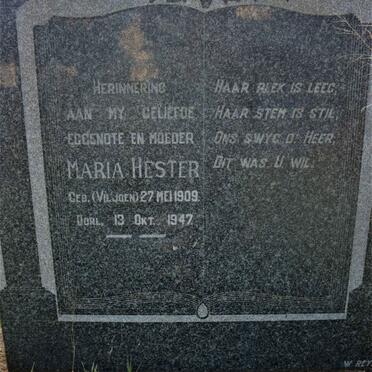 Herinnering
aan my geliefde
eggenote en moeder
Maria Hester
Geb. (Viljoen) 27 Mei 1909.
Oorl. 13 Okt. 1947.
Haar plek is leeg,
Haar stem is stil,
Ons swyg o' Heer,
Dit was U wil.